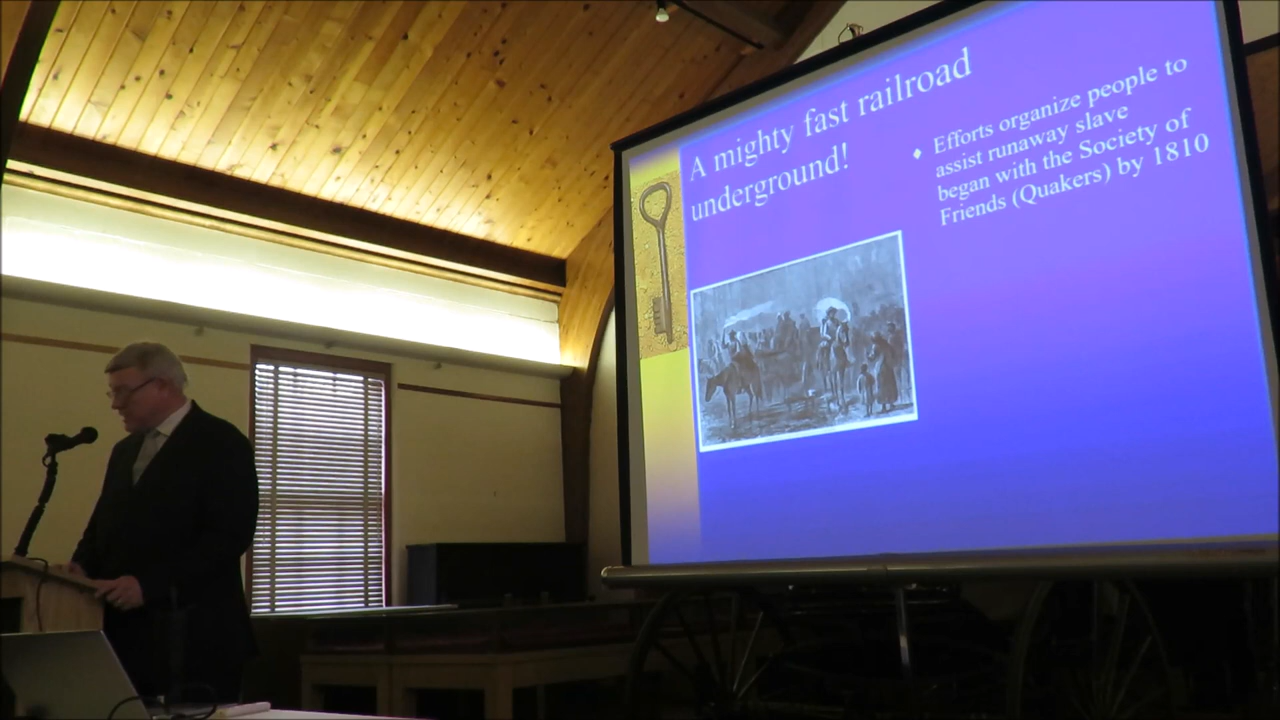 A mighty fast railroad
underground!
♦ Efforts organize people to
assist runaway slave
began with the Society of
Friends (Quakers) by 1810